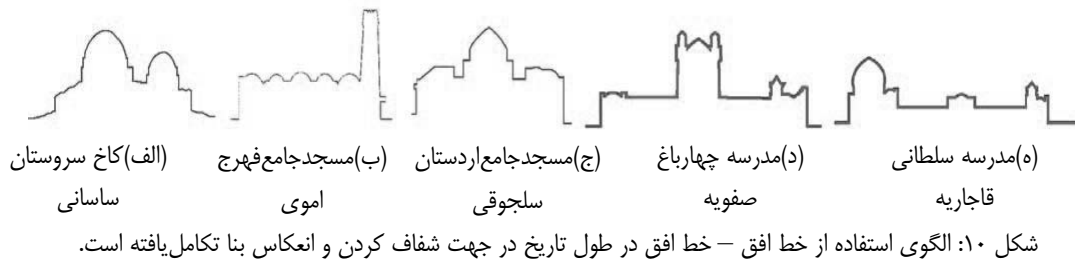 (الف)کاخ سروستان (ب)مسجدجامع‌فهرج (ج)مسجدجامع‌اردستان (د)مدرسه چهارباغ (ه)مدرسه سلطانی
ساسانی اموی سلجوقی صفویه قاجاریه
شکل ۱۰: الگوی استفاده از خط افق – خط افق در طول تاریخ در جهت شفاف کردن و انعکاس بنا تکامل‌یافته است.